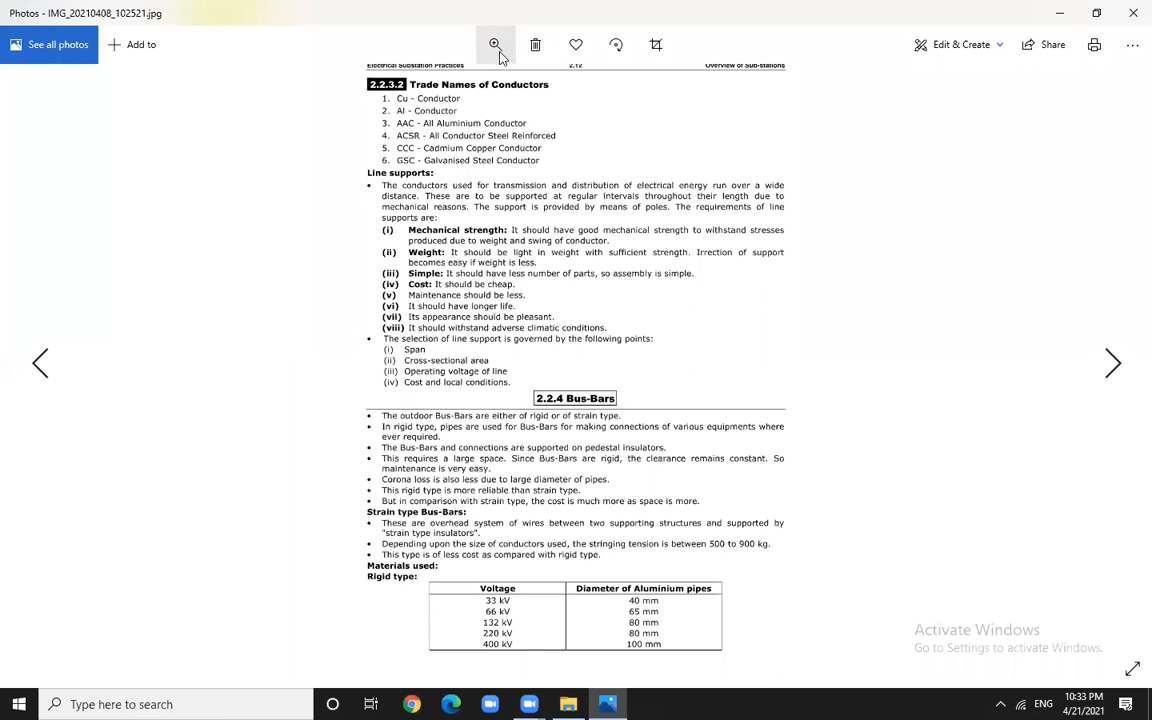 Photos - IMG_20210408_102521.jpg
See all photos
Add to
Edit & Create
Share
Electrical Substation Practices 2.12 Overview of Sub-stations
2.2.3.2 Trade Names of Conductors
1. Cu - Conductor
2. Al - Conductor
3. AAC - All Aluminium Conductor
4. ACSR - All Conductor Steel Reinforced
5. CCC - Cadmium Copper Conductor
6. GSC - Galvanised Steel Conductor
Line supports:
• The conductors used for transmission and distribution of electrical energy run over a wide
distance. These are to be supported at regular intervals throughout their length due to
mechanical reasons. The support is provided by means of poles. The requirements of line
supports are:
(i) Mechanical strength: It should have good mechanical strength to withstand stresses
produced due to weight and swing of conductor.
(ii) Weight: It should be light in weight with sufficient strength. Irrection of support
becomes easy if weight is less.
(iii) Simple: It should have less number of parts, so assembly is simple.
(iv) Cost: It should be cheap.
(v) Maintenance should be less.
(vi) It should have longer life.
(vii) Its appearance should be pleasant.
(viii) It should withstand adverse climatic conditions.
• The selection of line support is governed by the following points:
(i) Span
(ii) Cross-sectional area
(iii) Operating voltage of line
(iv) Cost and local conditions.
2.2.4 Bus-Bars
• The outdoor Bus-Bars are either of rigid or of strain type.
• In rigid type, pipes are used for Bus-Bars for making connections of various equipments where
ever required.
• The Bus-Bars and connections are supported on pedestal insulators.
• This requires a large space. Since Bus-Bars are rigid, the clearance remains constant. So
maintenance is very easy.
• Corona loss is also less due to large diameter of pipes.
• This rigid type is more reliable than strain type.
• But in comparison with strain type, the cost is much more as space is more.
Strain type Bus-Bars:
• These are overhead system of wires between two supporting structures and supported by
"strain type insulators".
• Depending upon the size of conductors used, the stringing tension is between 500 to 900 kg.
• This type is of less cost as compared with rigid type.
Materials used:
Rigid type:
Voltage Diameter of Aluminium pipes
33 kV 40 mm
66 kV 65 mm
132 kV 80 mm
220 kV 80 mm
400 kV 100 mm
Activate Windows
Go to Settings to activate Windows.
Type here to search
ENG
10:33 PM
4/21/2021